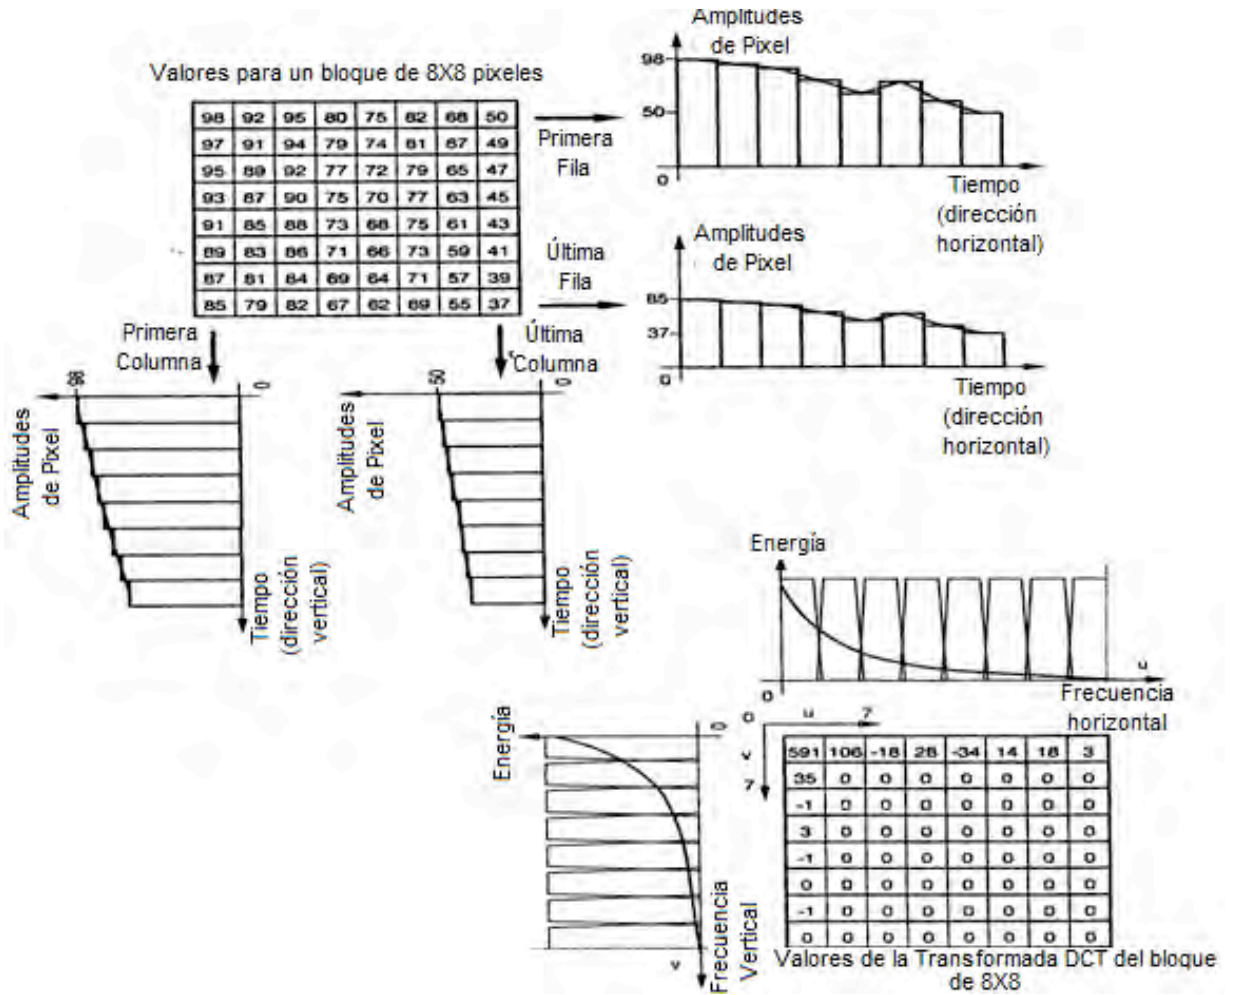 Amplitudes
de Pixel
98
50
0
Tiempo
(dirección
horizontal)
Valores para un bloque de 8X8 pixeles
98 92 95 80 75 82 68 50
97 91 94 79 74 81 67 49
95 89 92 77 72 79 65 47
93 87 90 75 70 77 63 45
91 85 88 73 68 75 61 43
89 83 86 71 66 73 59 41
87 81 84 69 64 71 57 39
85 79 82 67 62 69 55 37
Primera
Fila
Última
Fila
Amplitudes
de Pixel
85
37
0
Tiempo
(dirección
horizontal)
Primera
Columna
Última
Columna
98
0
Amplitudes
de Pixel
Tiempo
(dirección
vertical)
50
0
Amplitudes
de Pixel
Tiempo
(dirección
vertical)
Energía
0
Frecuencia
horizontal
Energía
0
v
Frecuencia
Vertical
0 u 7
v
7
591 106 -18 28 -34 14 18 3
35 0 0 0 0 0 0 0
-1 0 0 0 0 0 0 0
3 0 0 0 0 0 0 0
-1 0 0 0 0 0 0 0
0 0 0 0 0 0 0 0
-1 0 0 0 0 0 0 0
0 0 0 0 0 0 0 0
Valores de la Transformada DCT del bloque
de 8X8